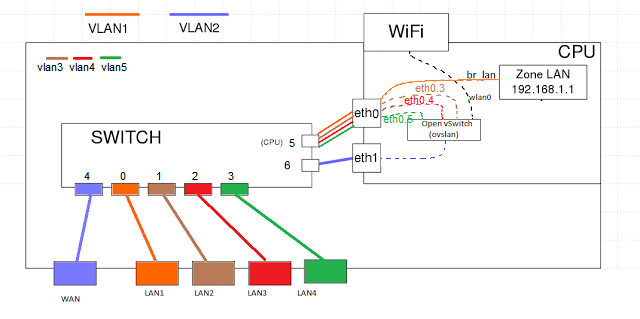 VLAN1
VLAN2
WiFi
CPU
vlan3 vlan4 vlan5
br_lan
Zone LAN
192.168.1.1
eth0.3
wlan0
eth0.4
eth0
eth0.5
Open vSwitch
(ovslan)
SWITCH
(CPU) 5
6
eth1
4
0
1
2
3
WAN
LAN1
LAN2
LAN3
LAN4